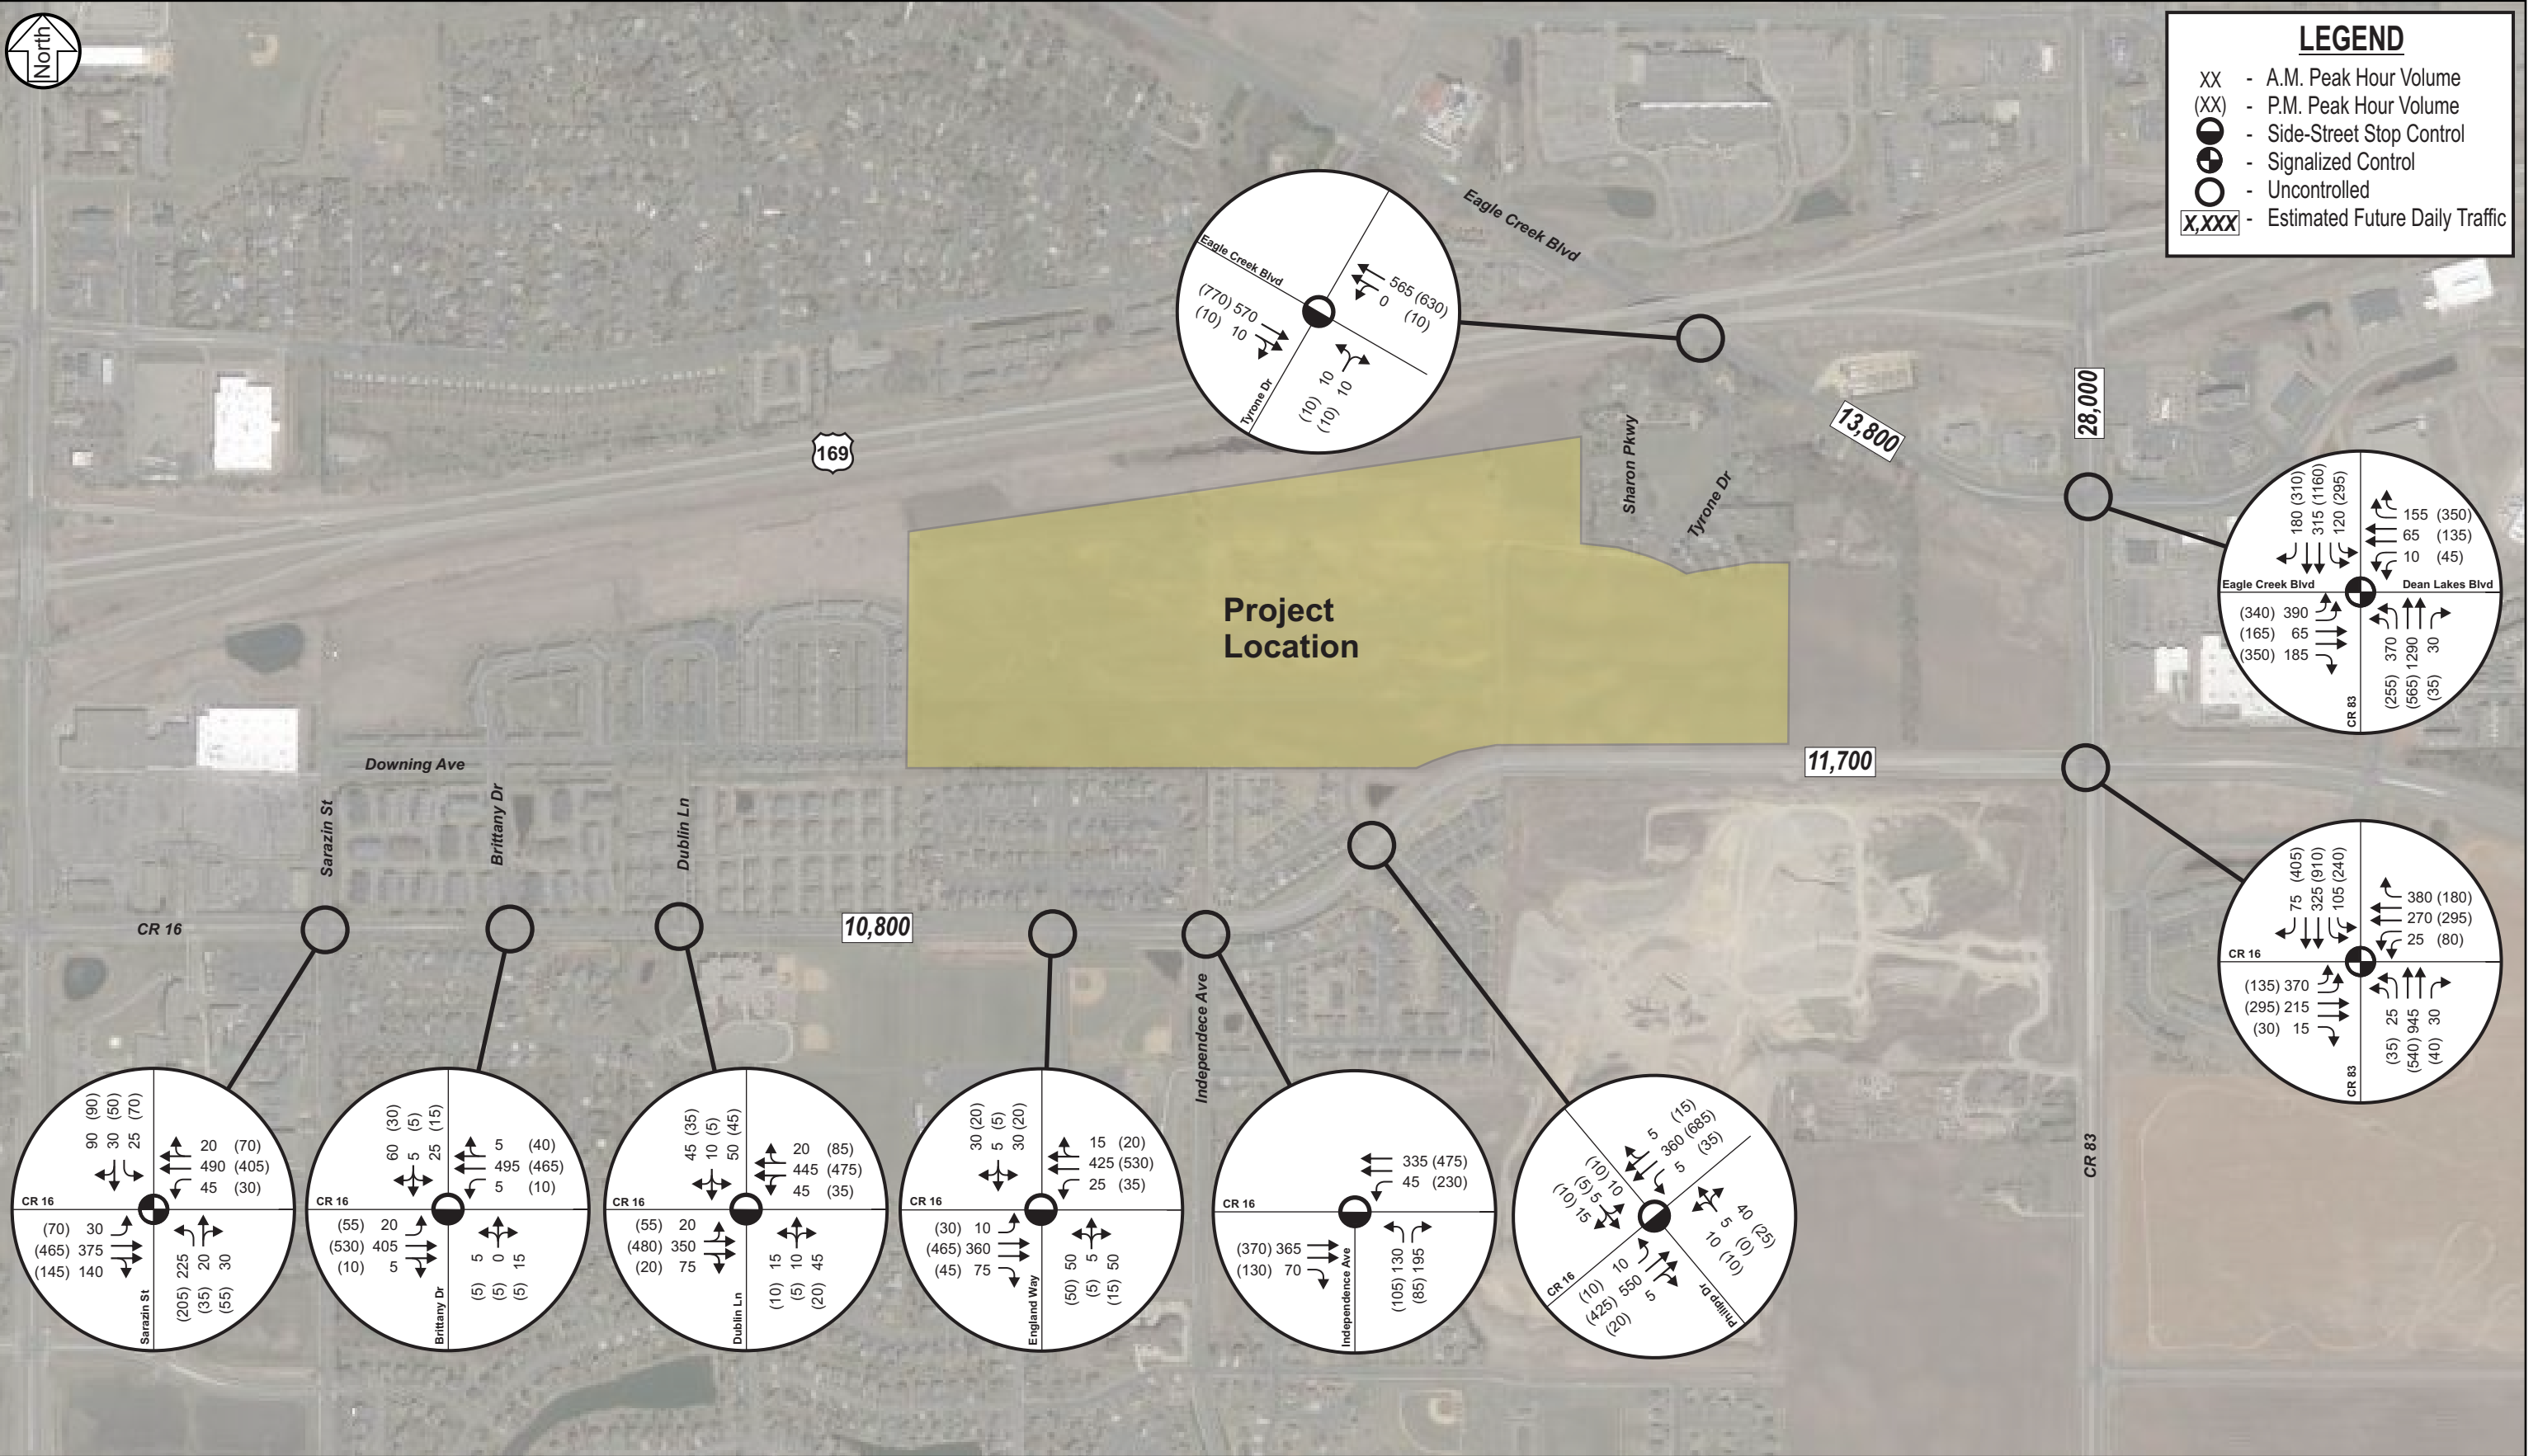 North
LEGEND
XX - A.M. Peak Hour Volume
(XX) - P.M. Peak Hour Volume
- Side-Street Stop Control
- Signalized Control
- Uncontrolled
X,XXX - Estimated Future Daily Traffic
Eagle Creek Blvd
Eagle Creek Blvd
565 (630)
0 (10)
(770) 570
(10) 10
(10) 10
(10) 10
Tyrone Dr
169
Sharon Pkwy
Tyrone Dr
13,800
28,000
180 (310)
315 (1160)
120 (295)
155 (350)
65 (135)
10 (45)
Eagle Creek Blvd
Dean Lakes Blvd
(340) 390
(165) 65
(350) 185
(255) 370
(565) 1290
(35) 30
CR 83
Project
Location
11,700
Downing Ave
Sarazin St
Brittany Dr
Dublin Ln
CR 16
10,800
Independece Ave
CR 83
75 (405)
325 (910)
105 (240)
380 (180)
270 (295)
25 (80)
CR 16
(135) 370
(295) 215
(30) 15
(35) 25
(540) 945
(40) 30
CR 83
90 (90)
30 (50)
25 (70)
20 (70)
490 (405)
45 (30)
CR 16
(70) 30
(465) 375
(145) 140
(205) 225
(35) 20
(55) 30
Sarazin St
60 (30)
5 (5)
25 (15)
5 (40)
495 (465)
5 (10)
CR 16
(55) 20
(530) 405
(10) 5
(5) 5
(5) 0
(5) 15
Brittany Dr
45 (35)
10 (5)
50 (45)
20 (85)
445 (475)
45 (35)
CR 16
(55) 20
(480) 350
(20) 75
(10) 15
(5) 10
(20) 45
Dublin Ln
30 (20)
5 (5)
30 (20)
15 (20)
425 (530)
25 (35)
CR 16
(30) 10
(465) 360
(45) 75
(50) 50
(5) 5
(15) 50
England Way
335 (475)
45 (230)
CR 16
(370) 365
(130) 70
(105) 130
(85) 195
Independence Ave
5 (15)
360 (685)
5 (35)
(10) 10
(5) 5
(10) 15
40 (25)
5 (0)
10 (10)
CR 16
(10) 10
(425) 550
(20) 5
Philipp Dr